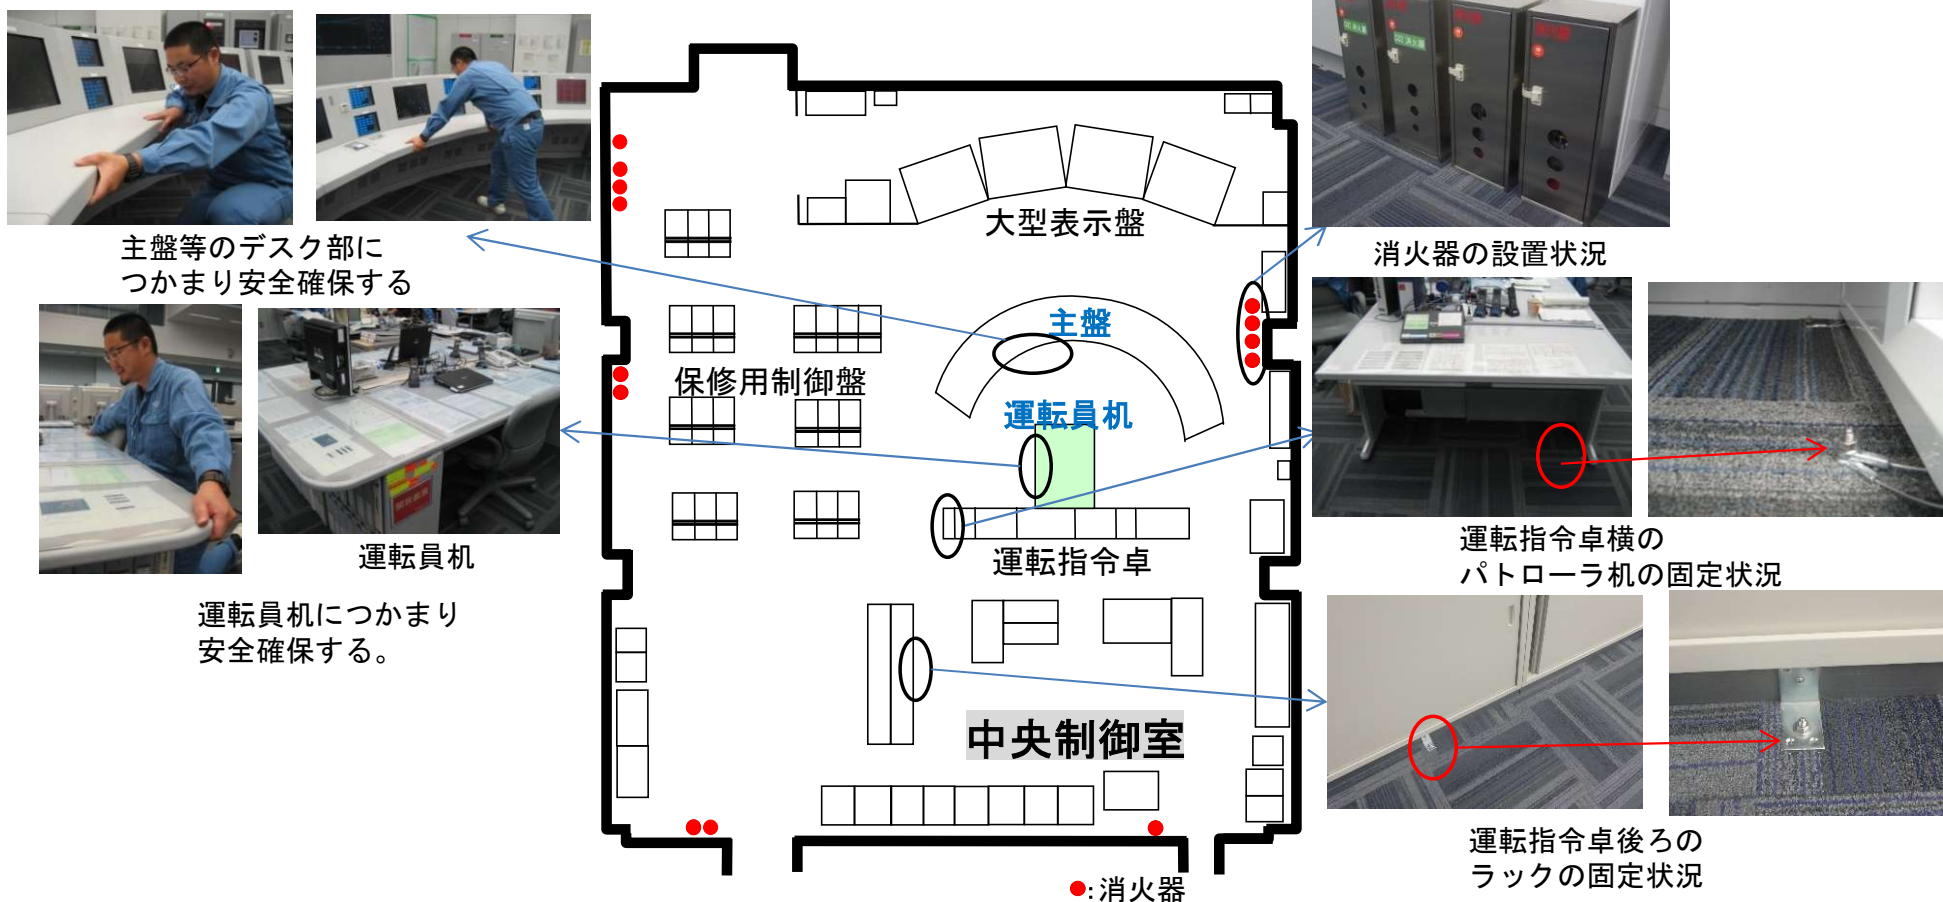 主盤等のデスク部に
つかまり安全確保する
運転員机
運転員机につかまり
安全確保する。
大型表示盤
主盤
保修用制御盤
運転員机
運転指令卓
中央制御室
●:消火器
消火器の設置状況
運転指令卓横の
パトローラ机の固定状況
運転指令卓後ろの
ラックの固定状況